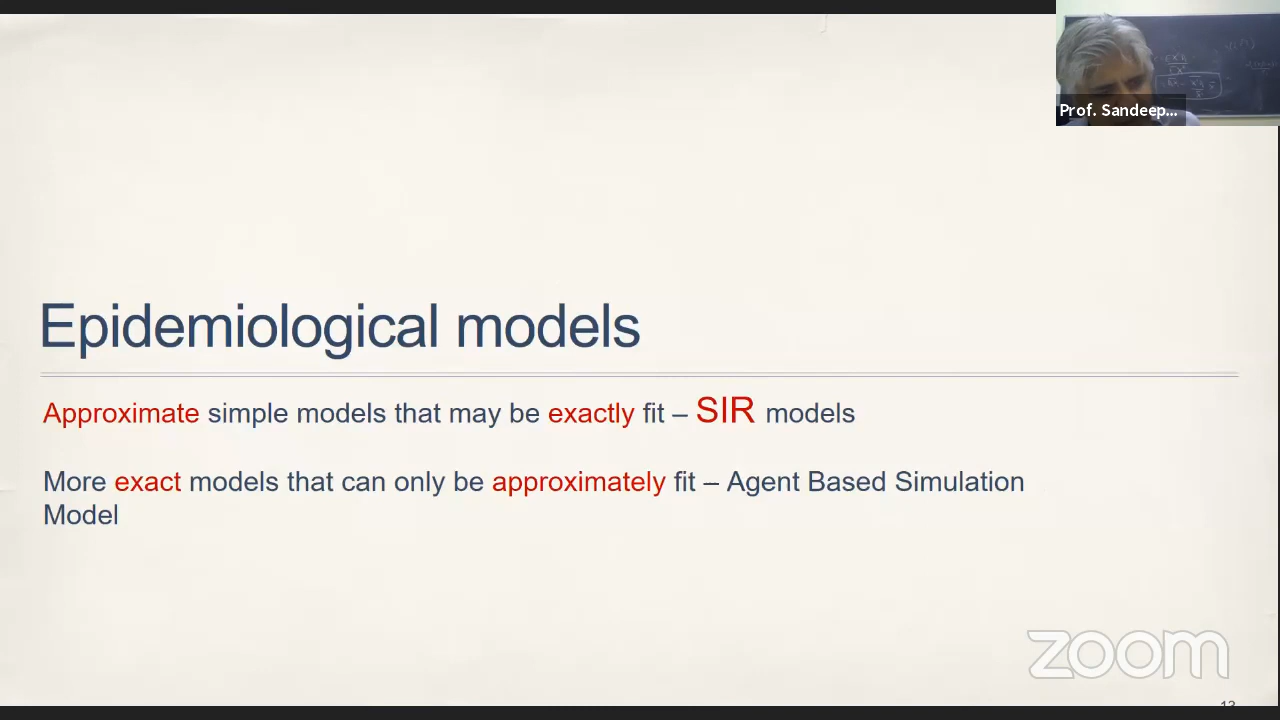 Prof. Sandeep...
Epidemiological models
Approximate simple models that may be exactly fit – SIR models
More exact models that can only be approximately fit – Agent Based Simulation
Model
zoom